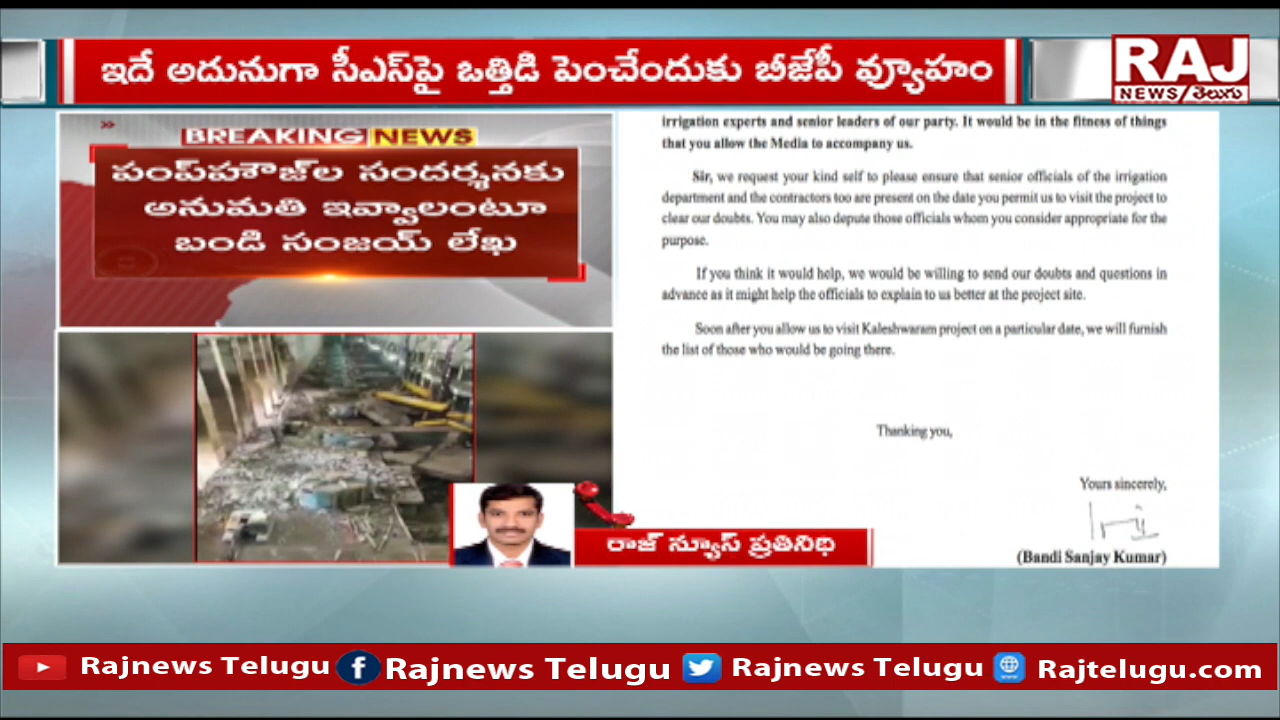 ఇదే అదునుగా సీఎస్‌పై ఒత్తిడి పెంచేందుకు బీజేపీ వ్యూహం
RAJ
NEWS తెలుగు
BREAKING NEWS
పంప్‌హౌజ్‌ల సందర్శనకు
అనుమతి ఇవ్వాలంటూ
బండి సంజయ్ లేఖ
irrigation experts and senior leaders of our party. It would be in the fitness of things
that you allow the Media to accompany us.
Sir, we request your kind self to please ensure that senior officials of the irrigation
department and the contractors too are present on the date you permit us to visit the project to
clear our doubts. You may also depute those officials whom you consider appropriate for the
purpose.
If you think it would help, we would be willing to send our doubts and questions in
advance as it might help the officials to explain to us better at the project site.
Soon after you allow us to visit Kaleshwaram project on a particular date, we will furnish
the list of those who would be going there.
Thanking you,
Yours sincerely,
(Bandi Sanjay Kumar)
రాజ్ న్యూస్ ప్రతినిధి
Rajnews Telugu Rajnews Telugu Rajnews Telugu Rajtelugu.com